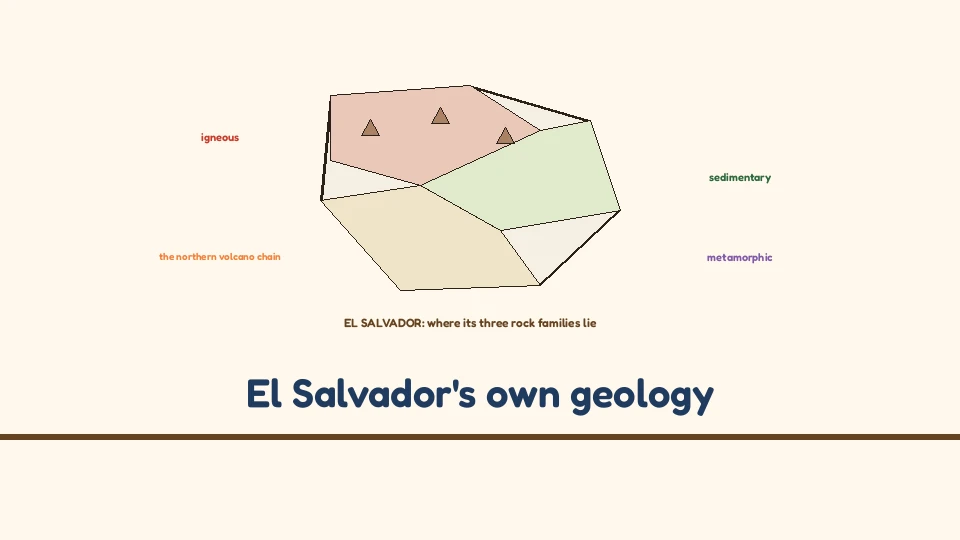 igneous
sedimentary
the northern volcano chain
metamorphic
EL SALVADOR: where its three rock families lie
El Salvador's own geology